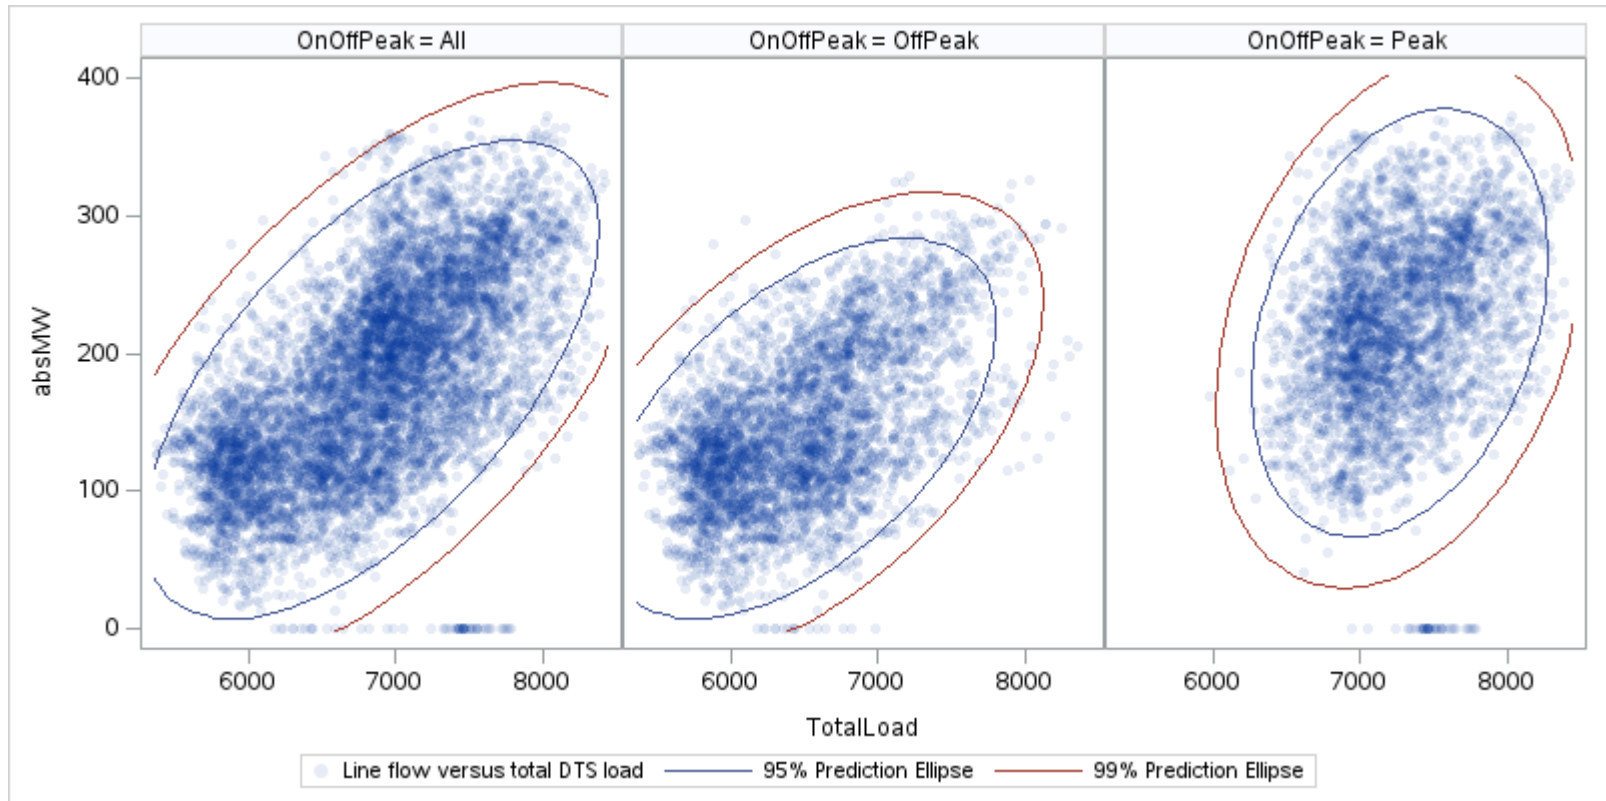 OnOffPeak = All
OnOffPeak = OffPeak
OnOffPeak = Peak
400
300
200
100
0
absMW
6000 7000 8000
6000 7000 8000
6000 7000 8000
TotalLoad
Line flow versus total DTS load
95% Prediction Ellipse
99% Prediction Ellipse